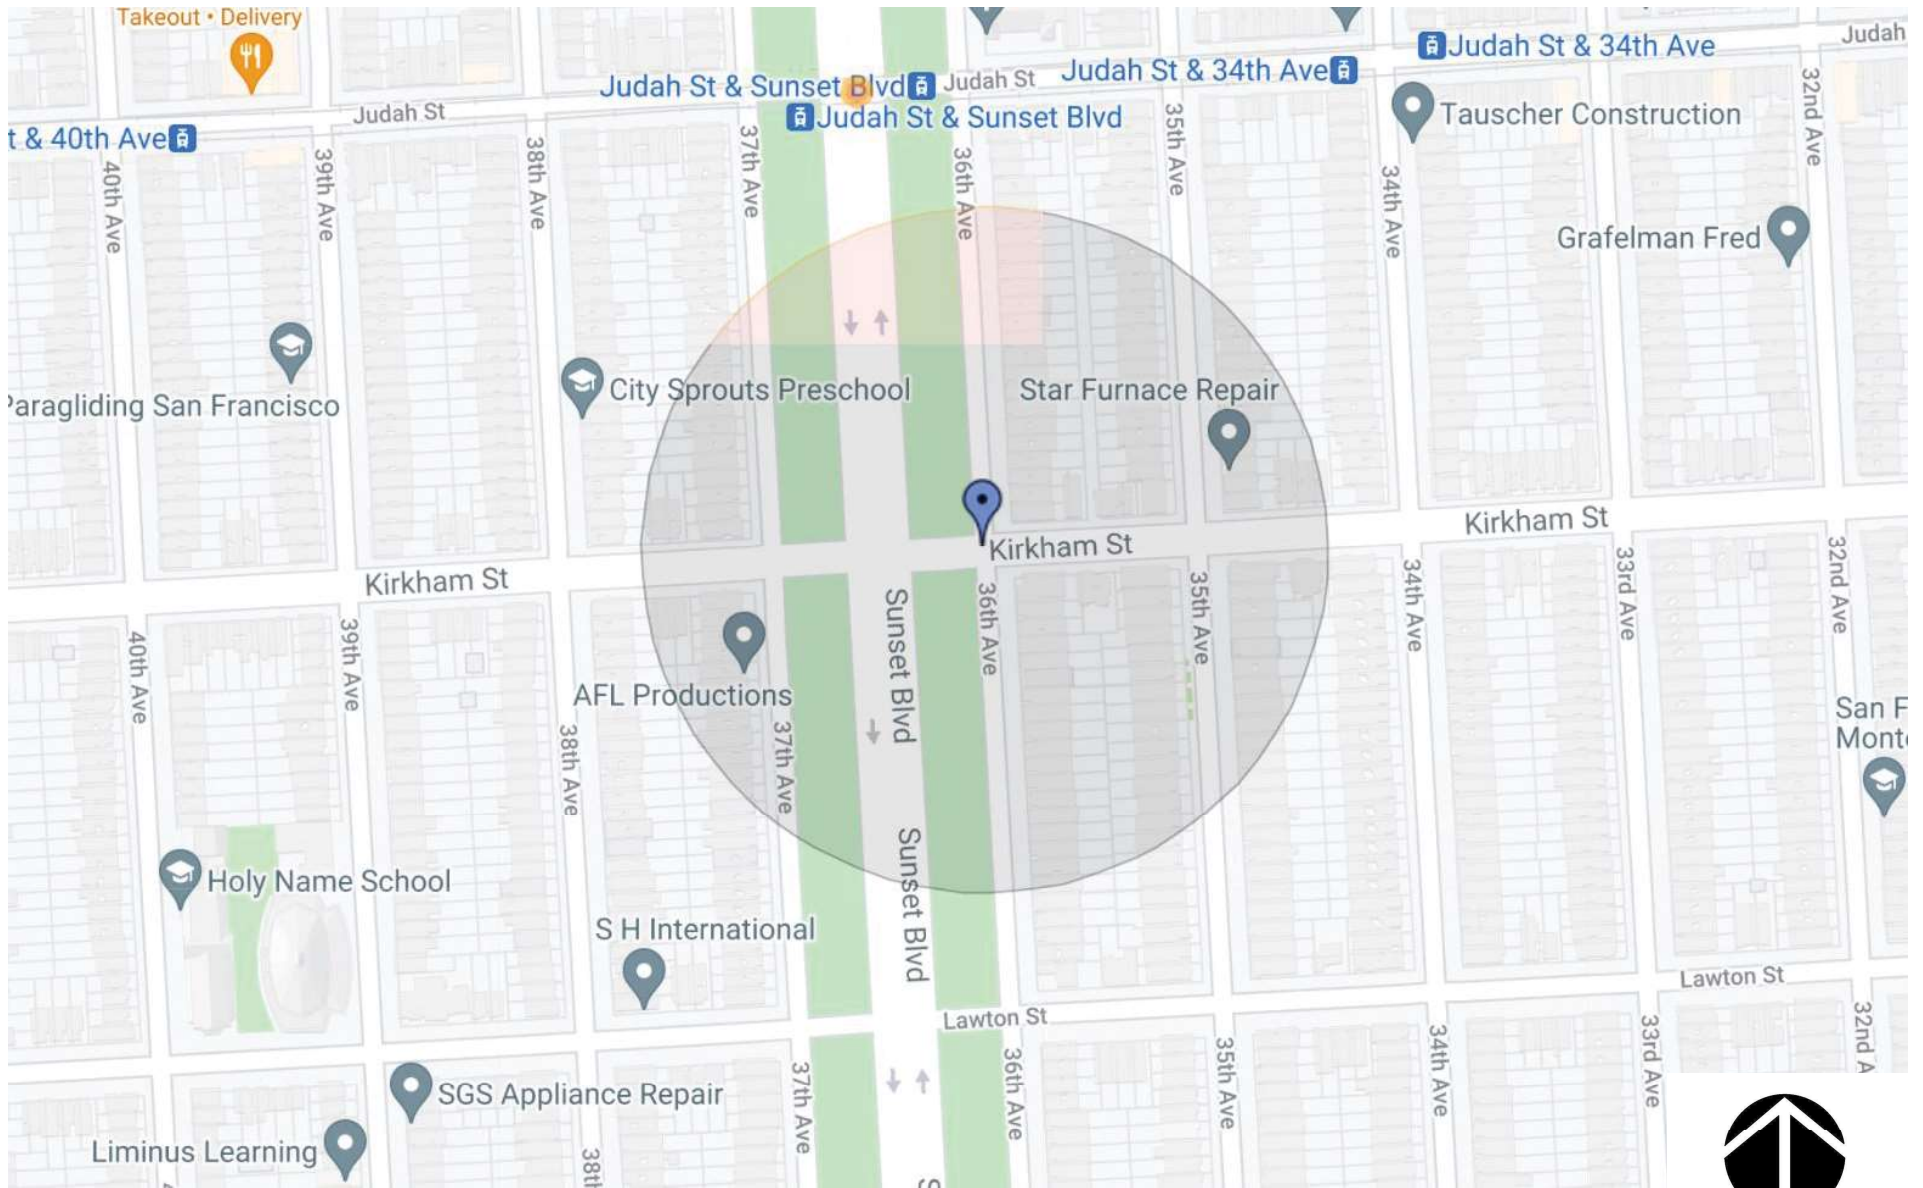 Takeout • Delivery
Judah
Judah St & 34th Ave
Judah St & Sunset Blvd
Judah St
Judah St & 34th Ave
Judah St
Judah St & Sunset Blvd
Tauscher Construction
t & 40th Ave
40th Ave
39th Ave
38th Ave
37th Ave
36th Ave
35th Ave
34th Ave
32nd Ave
Grafelman Fred
City Sprouts Preschool
Star Furnace Repair
Paragliding San Francisco
Kirkham St
Kirkham St
Kirkham St
40th Ave
39th Ave
38th Ave
37th Ave
Sunset Blvd
36th Ave
35th Ave
34th Ave
33rd Ave
32nd Ave
AFL Productions
San F
Monte
Holy Name School
Sunset Blvd
S H International
Lawton St
Lawton St
37th Ave
36th Ave
35th Ave
34th Ave
33rd Ave
32nd A
SGS Appliance Repair
Liminus Learning
38th
S